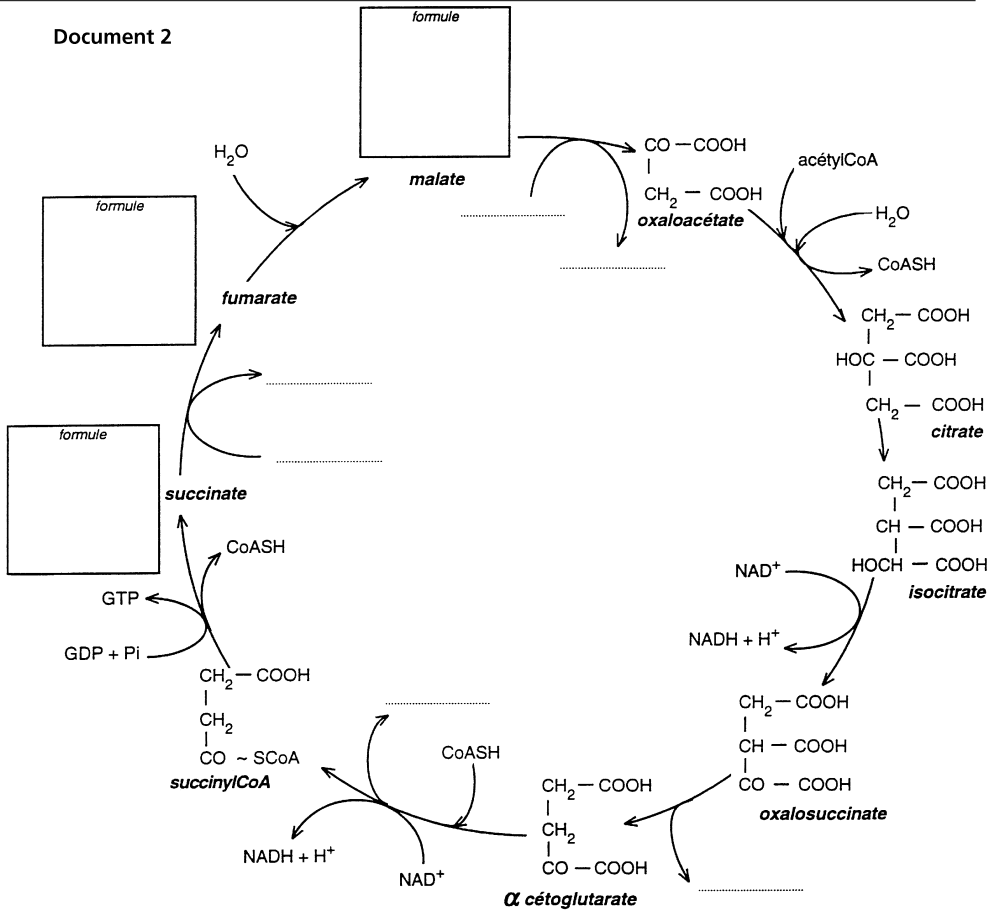 Document 2
formule
malate
H2O
formule
fumarate
CO — COOH
CH2 — COOH
oxaloacétate
acétylCoA
H2O
CoASH
CH2 — COOH
HOC — COOH
CH2 — COOH
citrate
CH2 — COOH
CH — COOH
HOCH — COOH
isocitrate
NAD+
NADH + H+
CH2 — COOH
CH — COOH
CO — COOH
oxalosuccinate
CH2 — COOH
CH2
CO — COOH
α cétoglutarate
CoASH
NAD+
NADH + H+
CH2 — COOH
CH2
CO ~ SCoA
succinylCoA
GDP + Pi
GTP
CoASH
formule
succinate